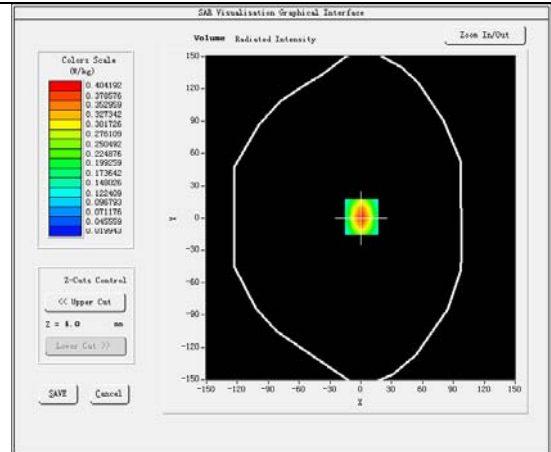 SAR Visualisation Graphical Interface
Volume Radiated Intensity
Zoom In/Out
Colors Scale
(W/kg)
0.404192
0.378576
0.352959
0.327342
0.301726
0.276109
0.250492
0.224876
0.199259
0.173642
0.148026
0.122409
0.096793
0.071176
0.045559
0.019943
Z-Cuts Control
<< Upper Cut
Z = 4.0 mm
Lower Cut >>
SAVE Cancel
150
120
90
60
30
0
-30
-60
-90
-120
-150
Y
-150 -120 -90 -60 -30 0 30 60 90 120 150
X